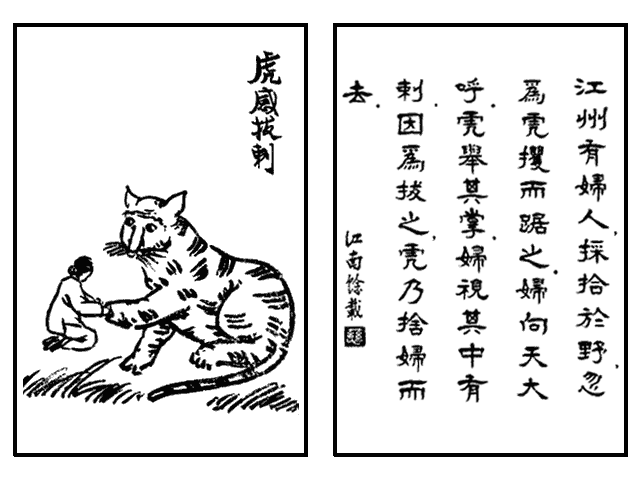 虎感拔刺
江州有婦人，採拾於野，忽
爲虎攫而踞之。婦向天大
呼。虎舉其掌。婦視其中有
刺，因爲拔之，虎乃捨婦而
去。
江南餘載